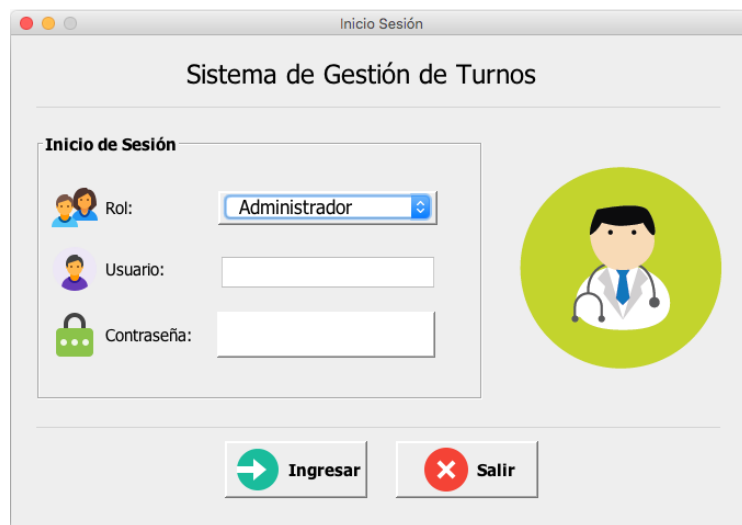 Inicio Sesión
Sistema de Gestión de Turnos
Inicio de Sesión
Rol:
Administrador
Usuario:
Contraseña:
Ingresar
Salir